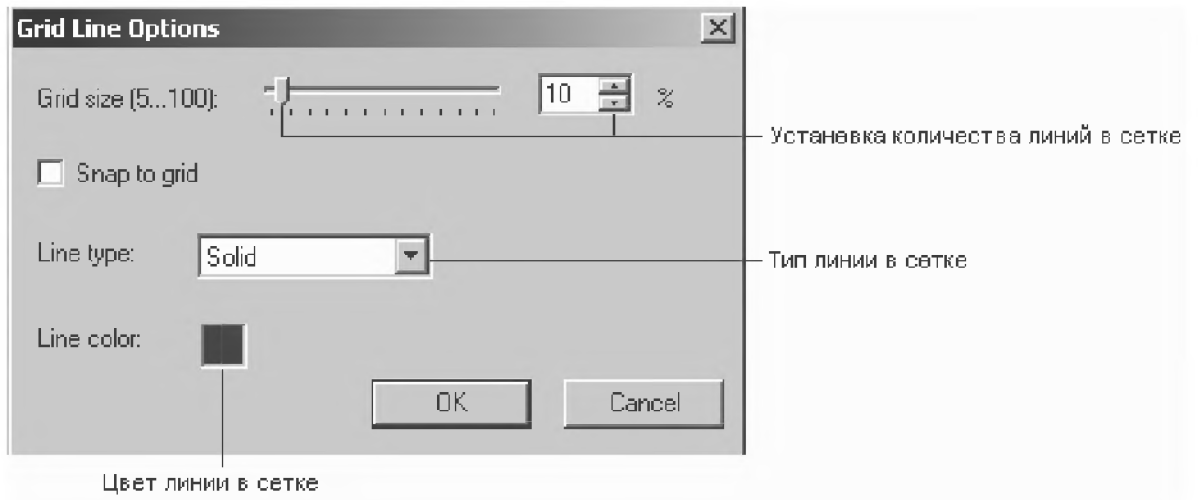 Grid Line Options
Grid size (5...100):
10
%
Установка количества линий в сетке
Snap to grid
Line type:
Solid
Тип линии в сетке
Line color:
OK
Cancel
Цвет линии в сетке